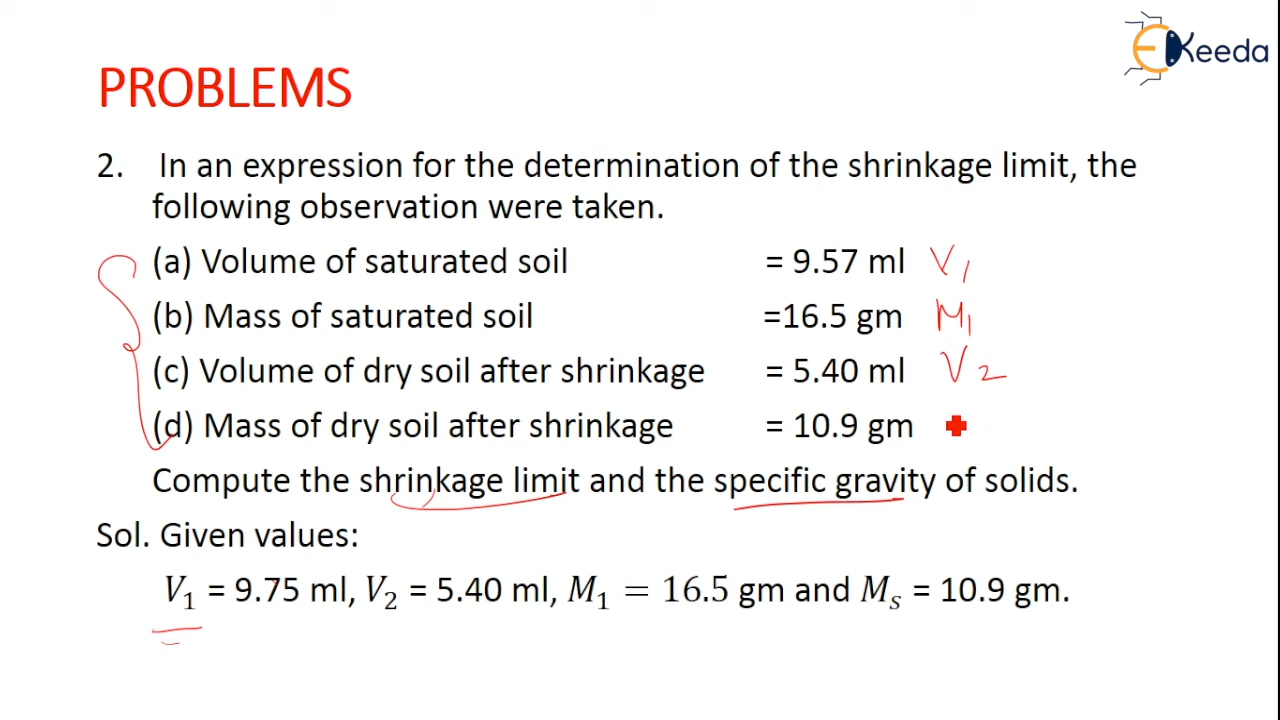 EKeeda
PROBLEMS
2. In an expression for the determination of the shrinkage limit, the
following observation were taken.
(a) Volume of saturated soil = 9.57 ml V1
(b) Mass of saturated soil =16.5 gm M1
(c) Volume of dry soil after shrinkage = 5.40 ml V2
(d) Mass of dry soil after shrinkage = 10.9 gm
Compute the shrinkage limit and the specific gravity of solids.
Sol. Given values:
V₁ = 9.75 ml, V₂ = 5.40 ml, M₁ = 16.5 gm and Mₛ = 10.9 gm.